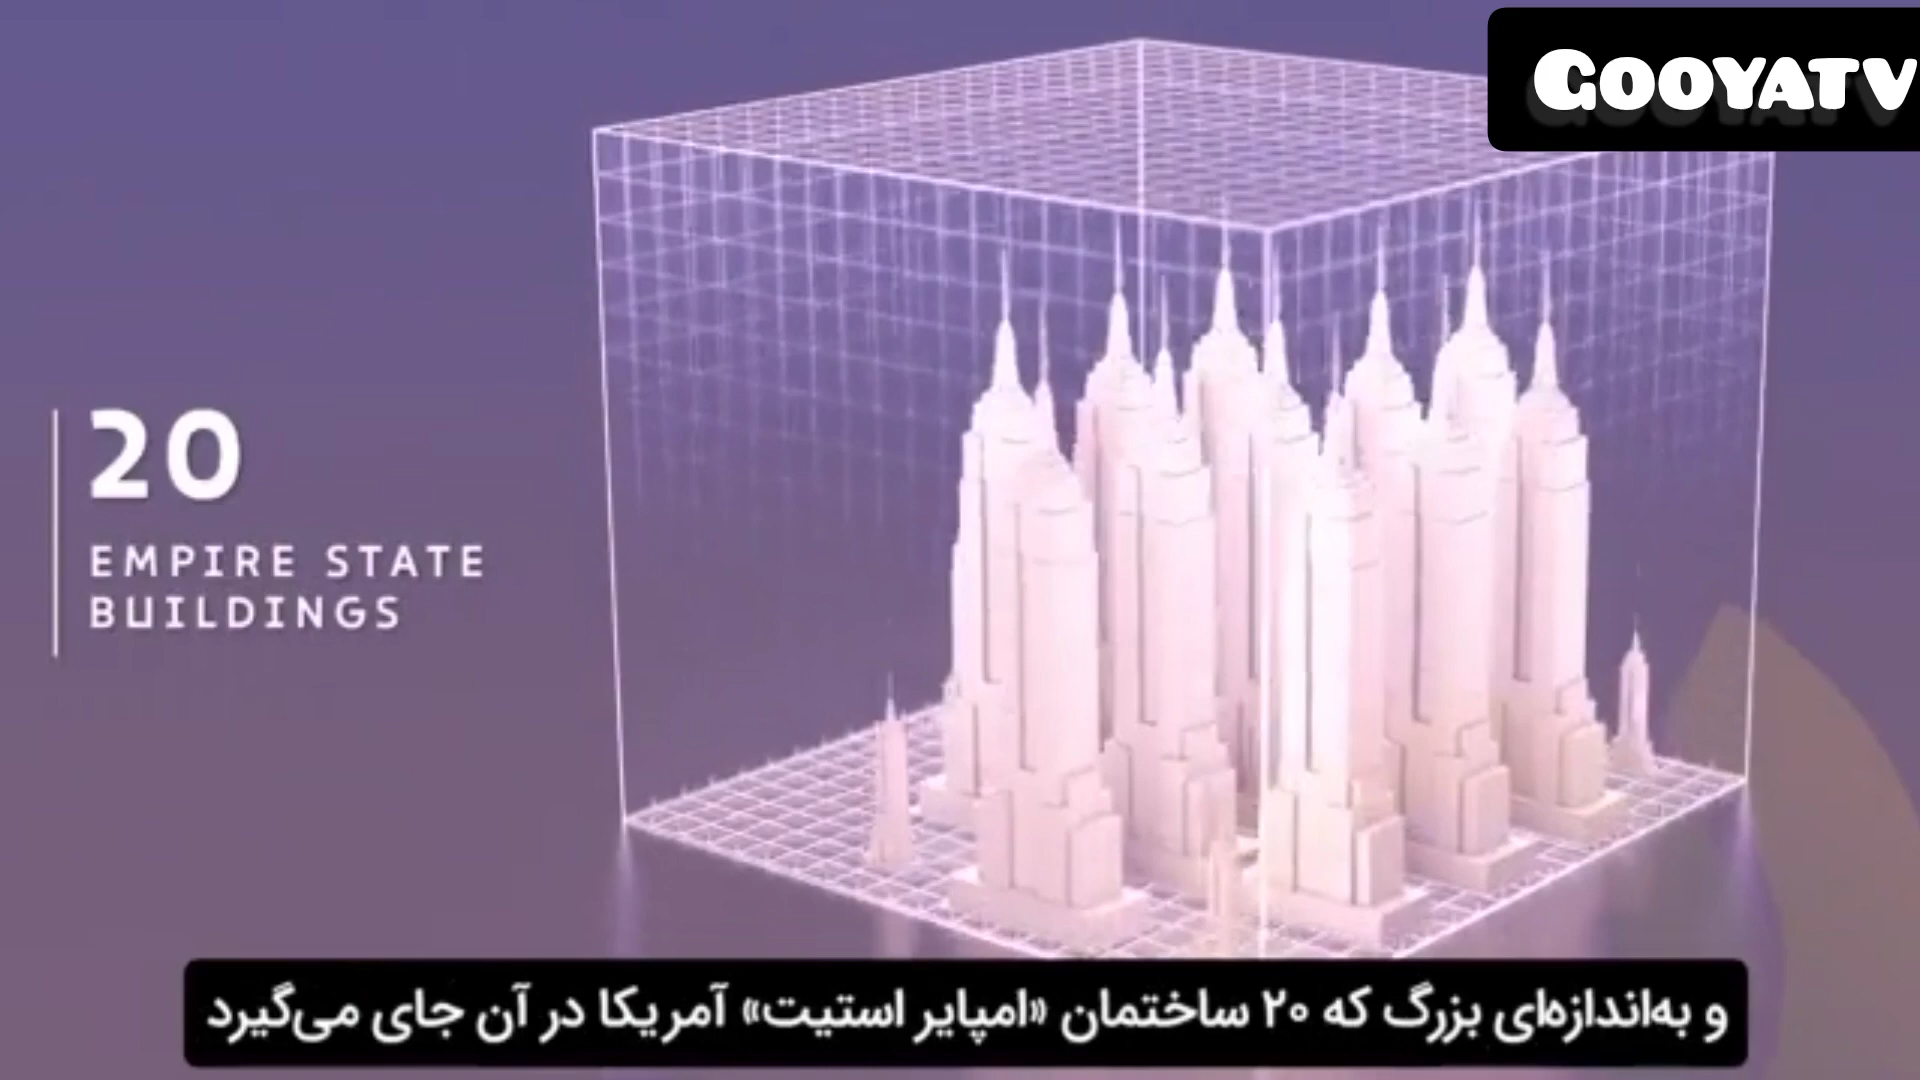 GOOYATV
20
EMPIRE STATE
BUILDINGS
و به‌اندازه‌ای بزرگ که ۲۰ ساختمان «امپایر استیت» آمریکا در آن جای می‌گیرد